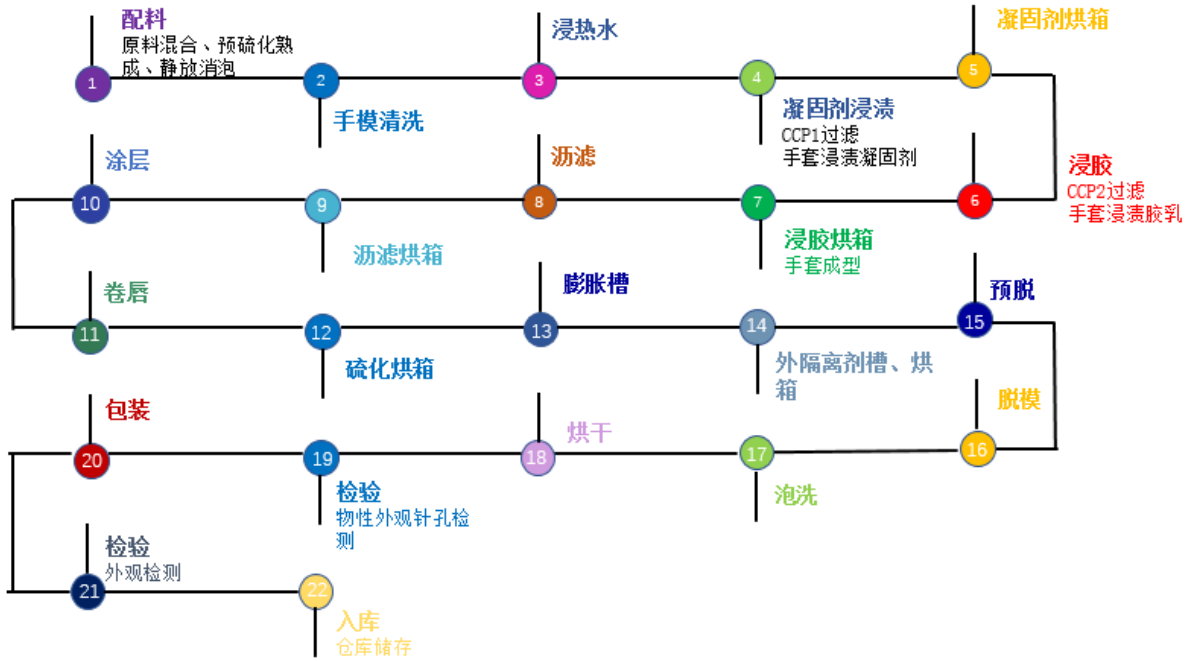 配料
原料混合、预硫化熟
成、静放消泡
1
2
手模清洗
浸热水
3
4
凝固剂浸渍
CCP1过滤
手套浸渍凝固剂
凝固剂烘箱
5
浸胶
CCP2过滤
手套浸渍胶乳
6
7
浸胶烘箱
手套成型
沥滤
8
9
沥滤烘箱
涂层
10
卷唇
11
12
硫化烘箱
膨胀槽
13
14
外隔离剂槽、烘
箱
预脱
15
脱模
16
17
泡洗
烘干
18
19
检验
物性外观针孔检
测
包装
20
检验
外观检测
21
22
入库
仓库储存